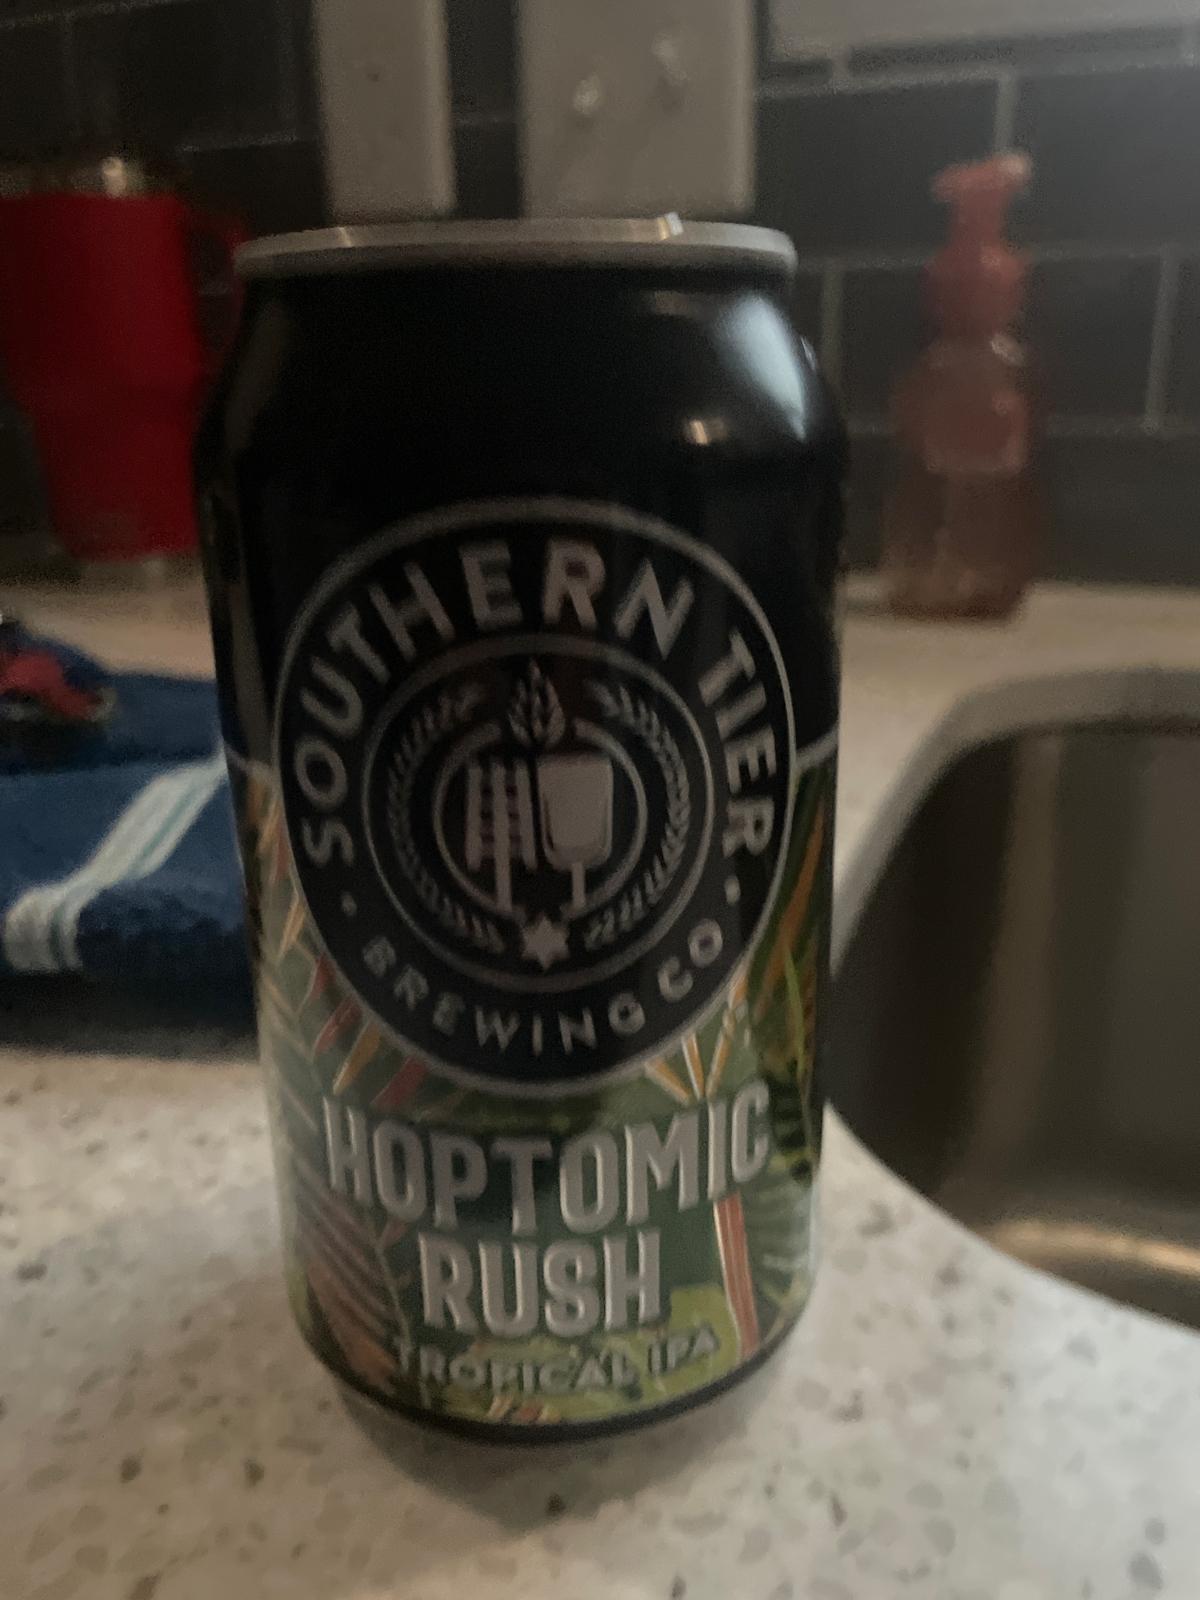 SOUTHERN TIER
· BREWING CO ·
HOPTOMIC
RUSH
TROPICAL IPA